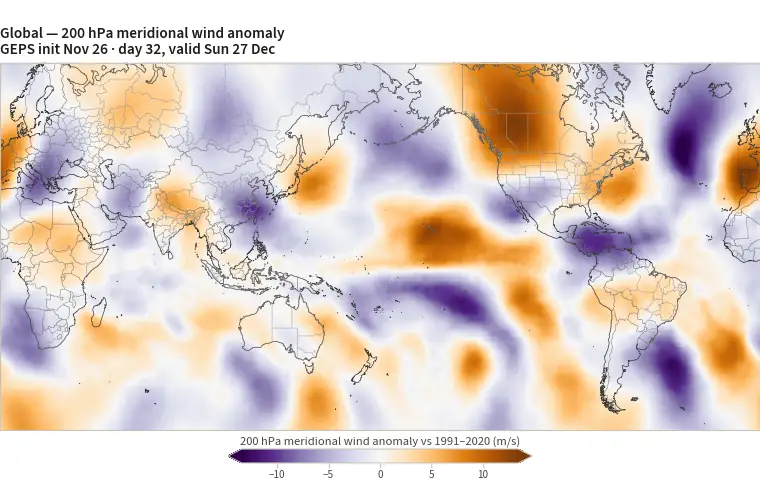 Global — 200 hPa meridional wind anomaly
GEPS init Nov 26 · day 32, valid Sun 27 Dec
200 hPa meridional wind anomaly vs 1991–2020 (m/s)
−10 −5 0 5 10